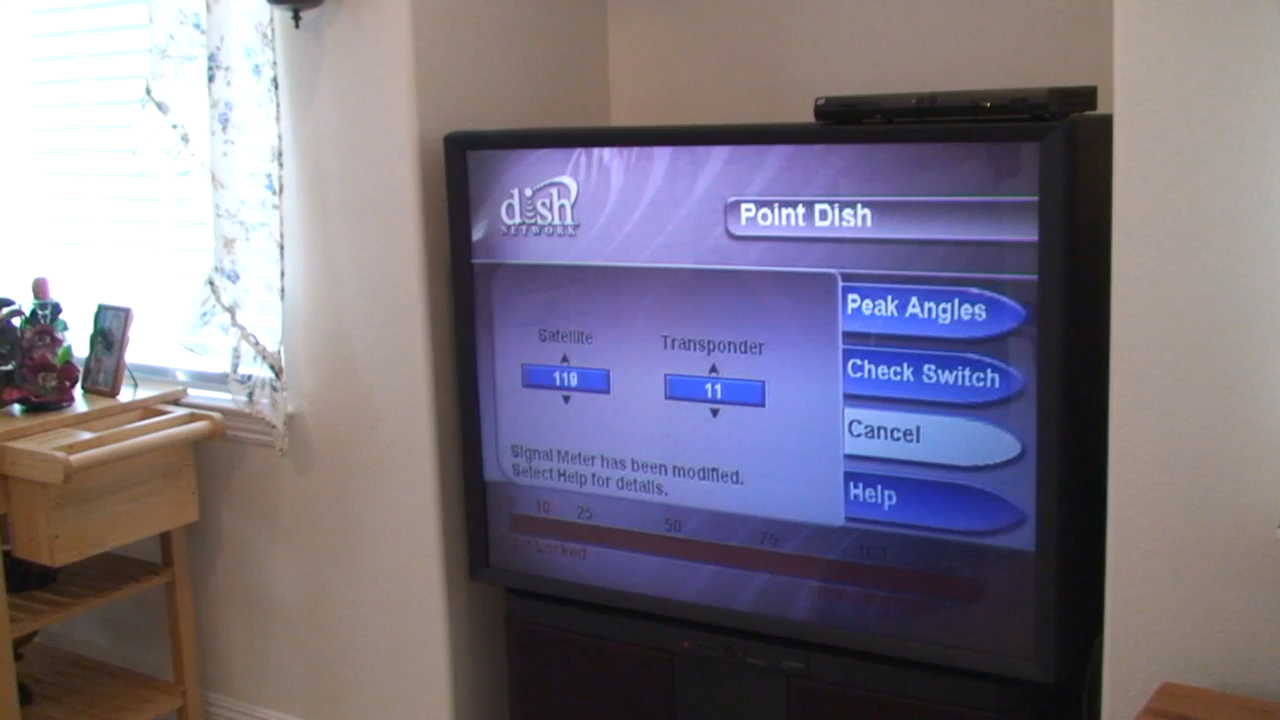 dish
NETWORK
Point Dish
Peak Angles
Check Switch
Cancel
Help
Satellite
119
Transponder
11
Signal Meter has been modified.
Select Help for details.
10 25 50 75 100
Locked